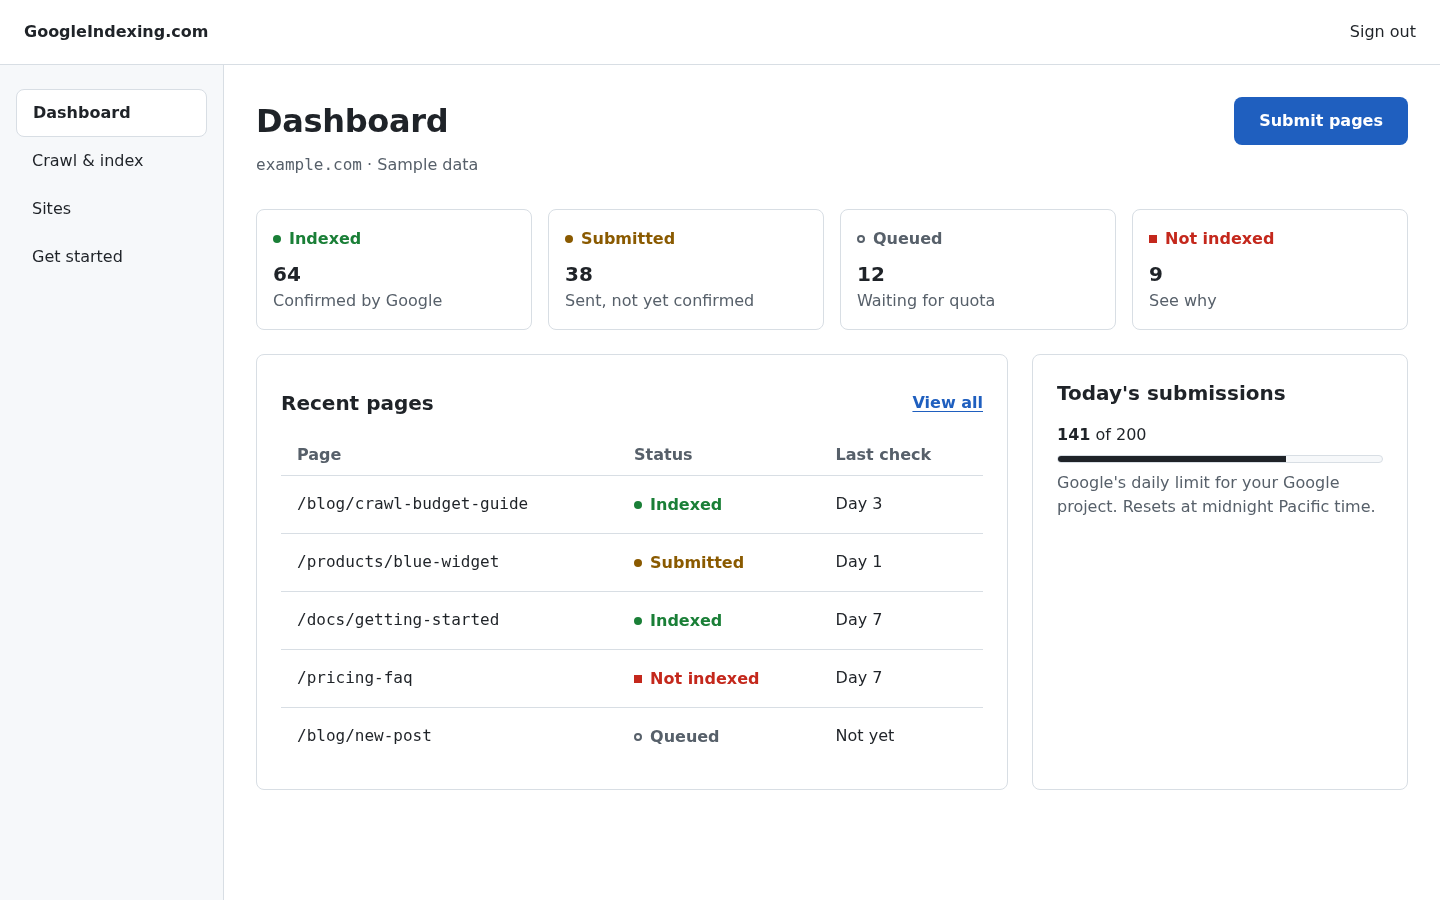 GoogleIndexing.com
Sign out
Dashboard
Crawl & index
Sites
Get started
Dashboard
Submit pages
example.com · Sample data
Indexed
64
Confirmed by Google
Submitted
38
Sent, not yet confirmed
Queued
12
Waiting for quota
Not indexed
9
See why
Recent pages
View all
Page Status Last check
/blog/crawl-budget-guide Indexed Day 3
/products/blue-widget Submitted Day 1
/docs/getting-started Indexed Day 7
/pricing-faq Not indexed Day 7
/blog/new-post Queued Not yet
Today's submissions
141 of 200
Google's daily limit for your Google
project. Resets at midnight Pacific time.